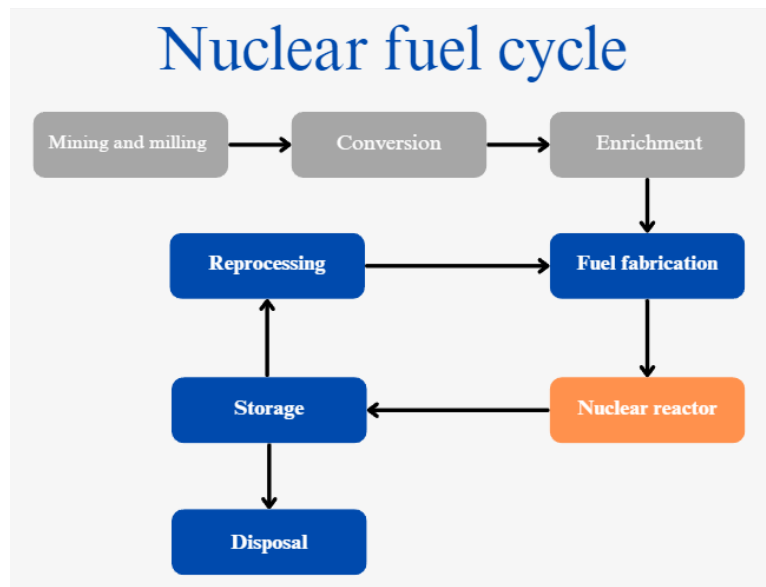 Nuclear fuel cycle
Mining and milling
Conversion
Enrichment
Reprocessing
Fuel fabrication
Storage
Nuclear reactor
Disposal